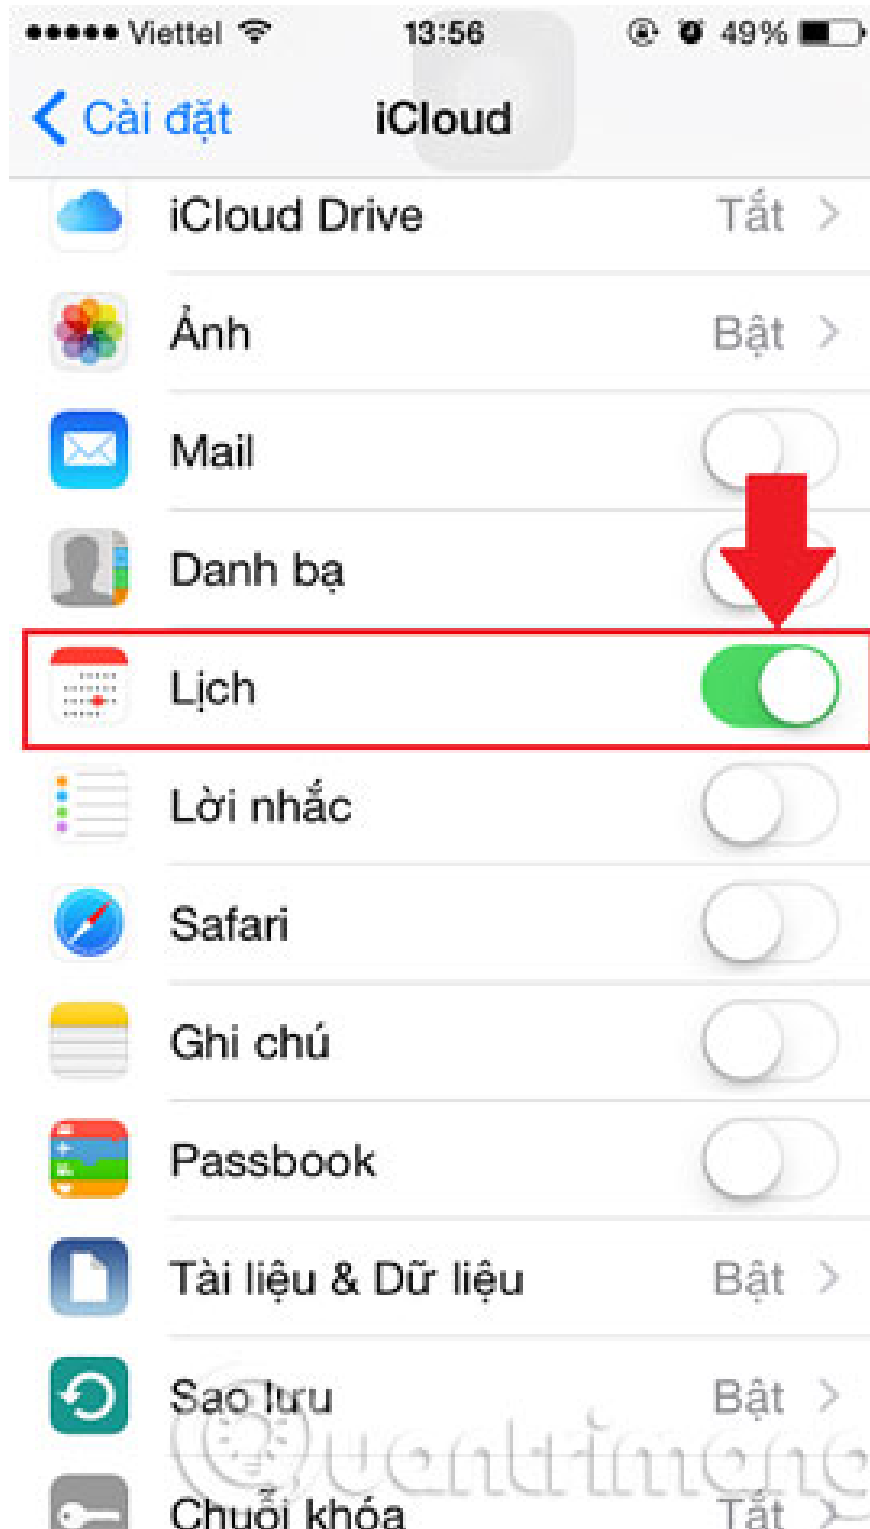 Viettel 13:56 49%
Cài đặt iCloud
iCloud Drive Tắt
Ảnh Bật
Mail
Danh bạ
Lịch
Lời nhắc
Safari
Ghi chú
Passbook
Tài liệu & Dữ liệu Bật
Sao lưu Bật
Quantrimang
Chuỗi khóa Tắt